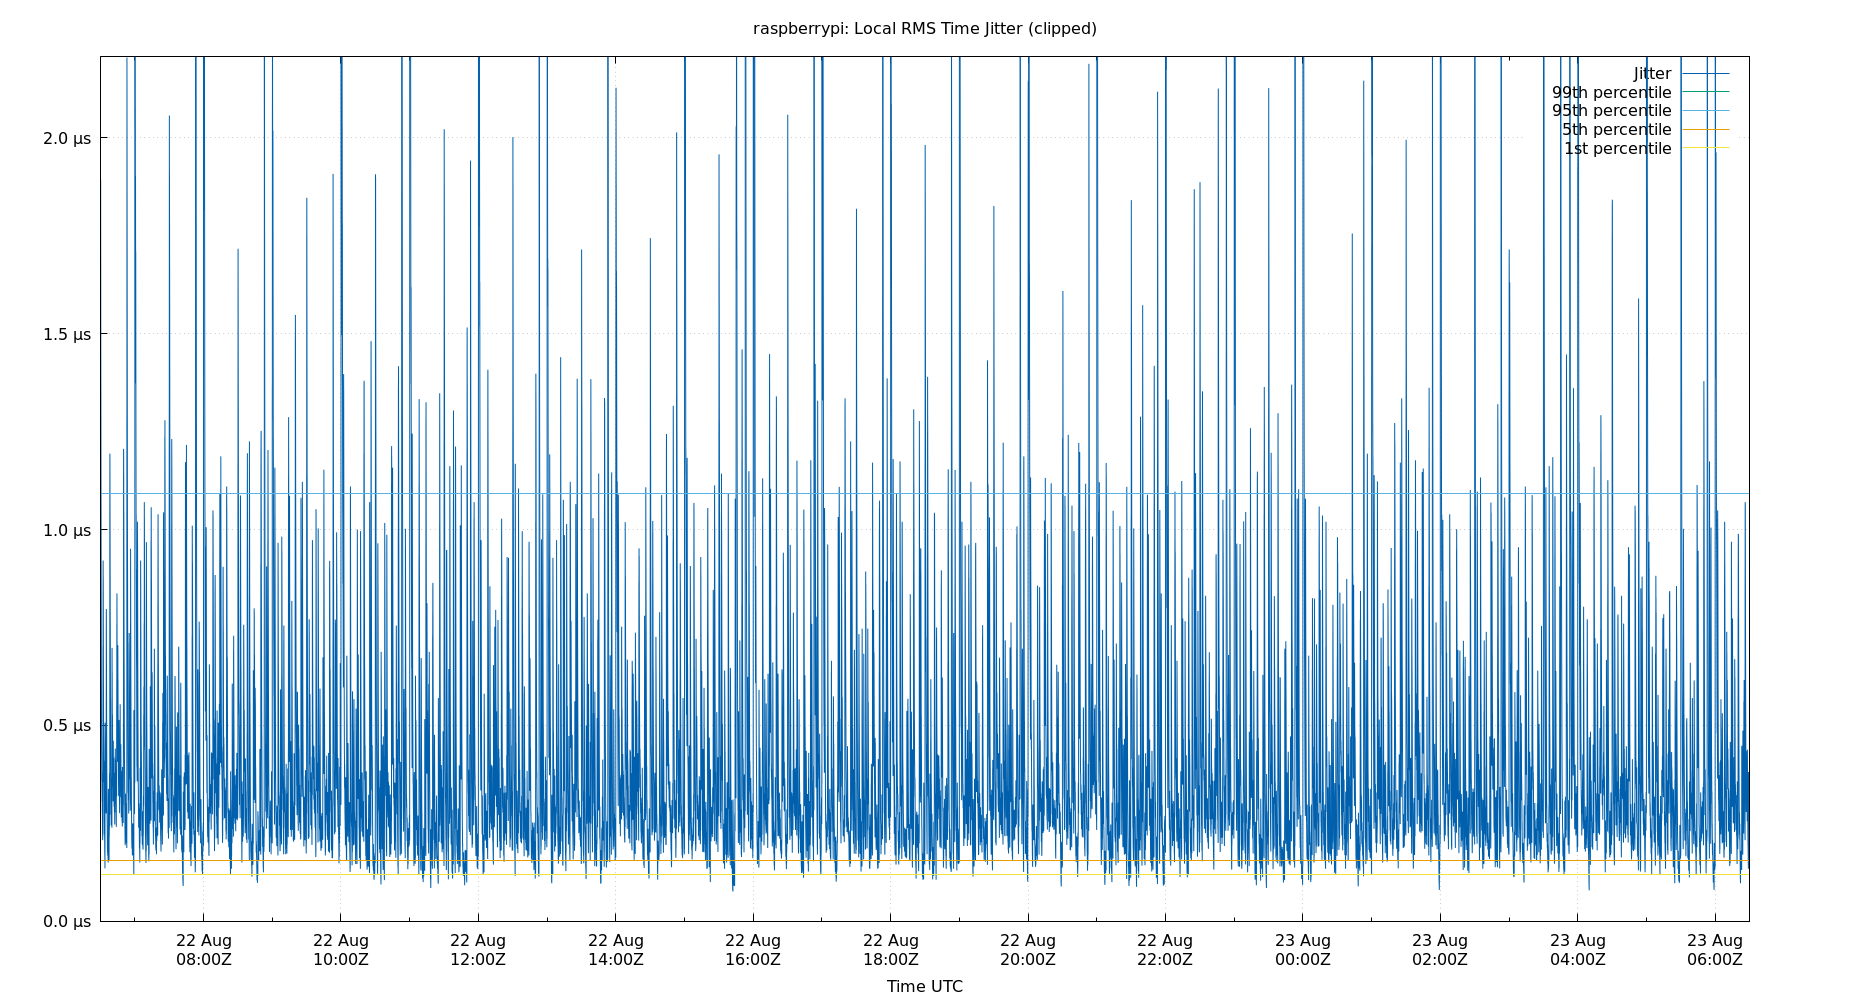 raspberrypi: Local RMS Time Jitter (clipped)
Jitter
99th percentile
95th percentile
5th percentile
1st percentile
2.0 µs
1.5 µs
1.0 µs
0.5 µs
0.0 µs
22 Aug 22 Aug 22 Aug 22 Aug 22 Aug 22 Aug 22 Aug 22 Aug 23 Aug 23 Aug 23 Aug 23 Aug
08:00Z 10:00Z 12:00Z 14:00Z 16:00Z 18:00Z 20:00Z 22:00Z 00:00Z 02:00Z 04:00Z 06:00Z
Time UTC